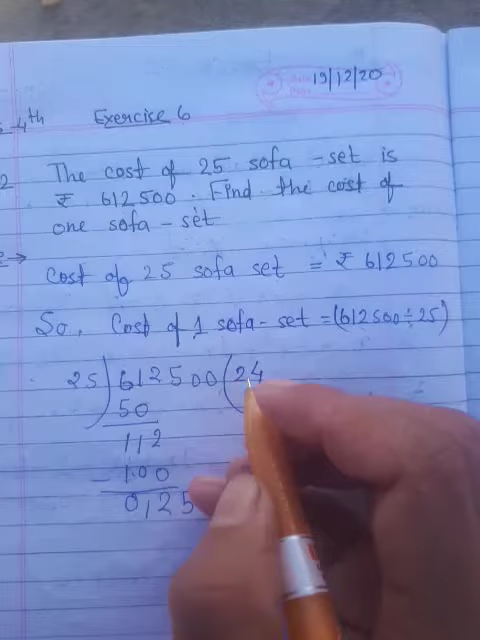 19/12/20
4th Exercise 6
2 The cost of 25 sofa-set is
₹ 612500. Find the cost of
one sofa-set
Cost of 25 sofa set = ₹ 612500
So, Cost of 1 sofa-set = (612500÷25)
25)612500(24
50
112
-100
0125